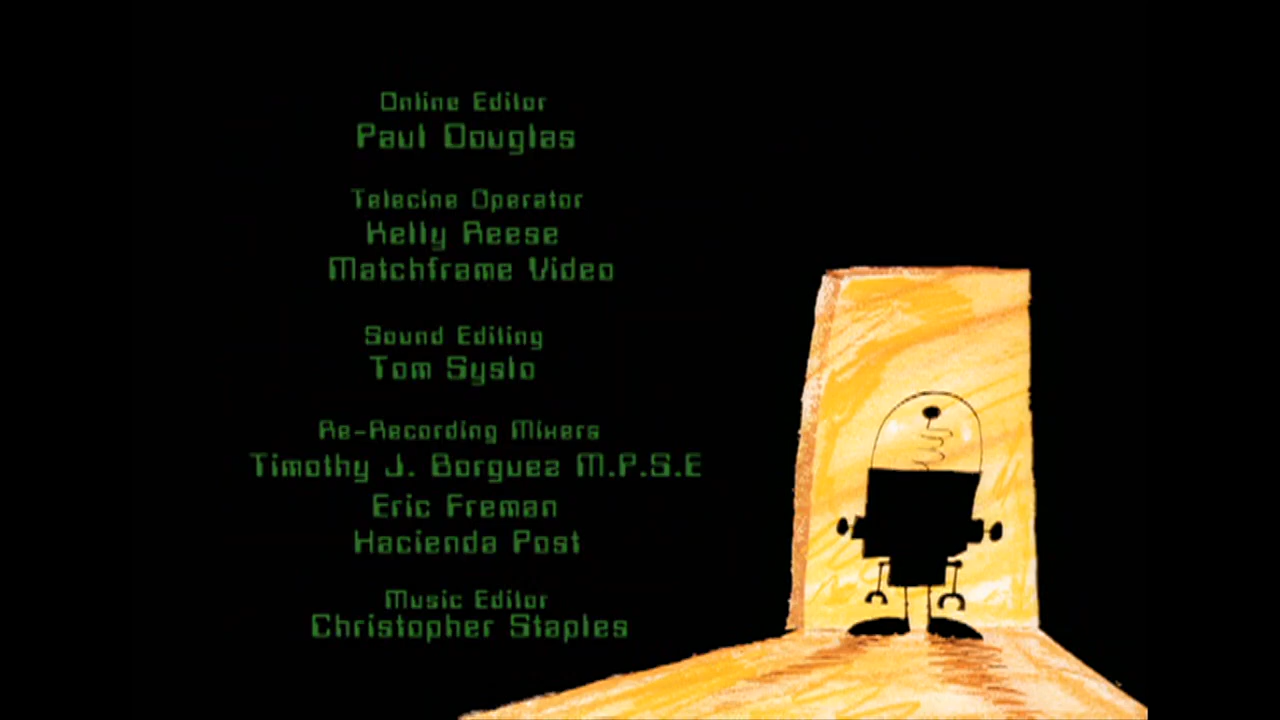 Online Editor
Paul Douglas
Telecine Operator
Kelly Reese
Matchframe Video
Sound Editing
Tom Syslo
Re-Recording Mixers
Timothy J. Borquez M.P.S.E
Eric Freman
Hacienda Post
Music Editor
Christopher Staples